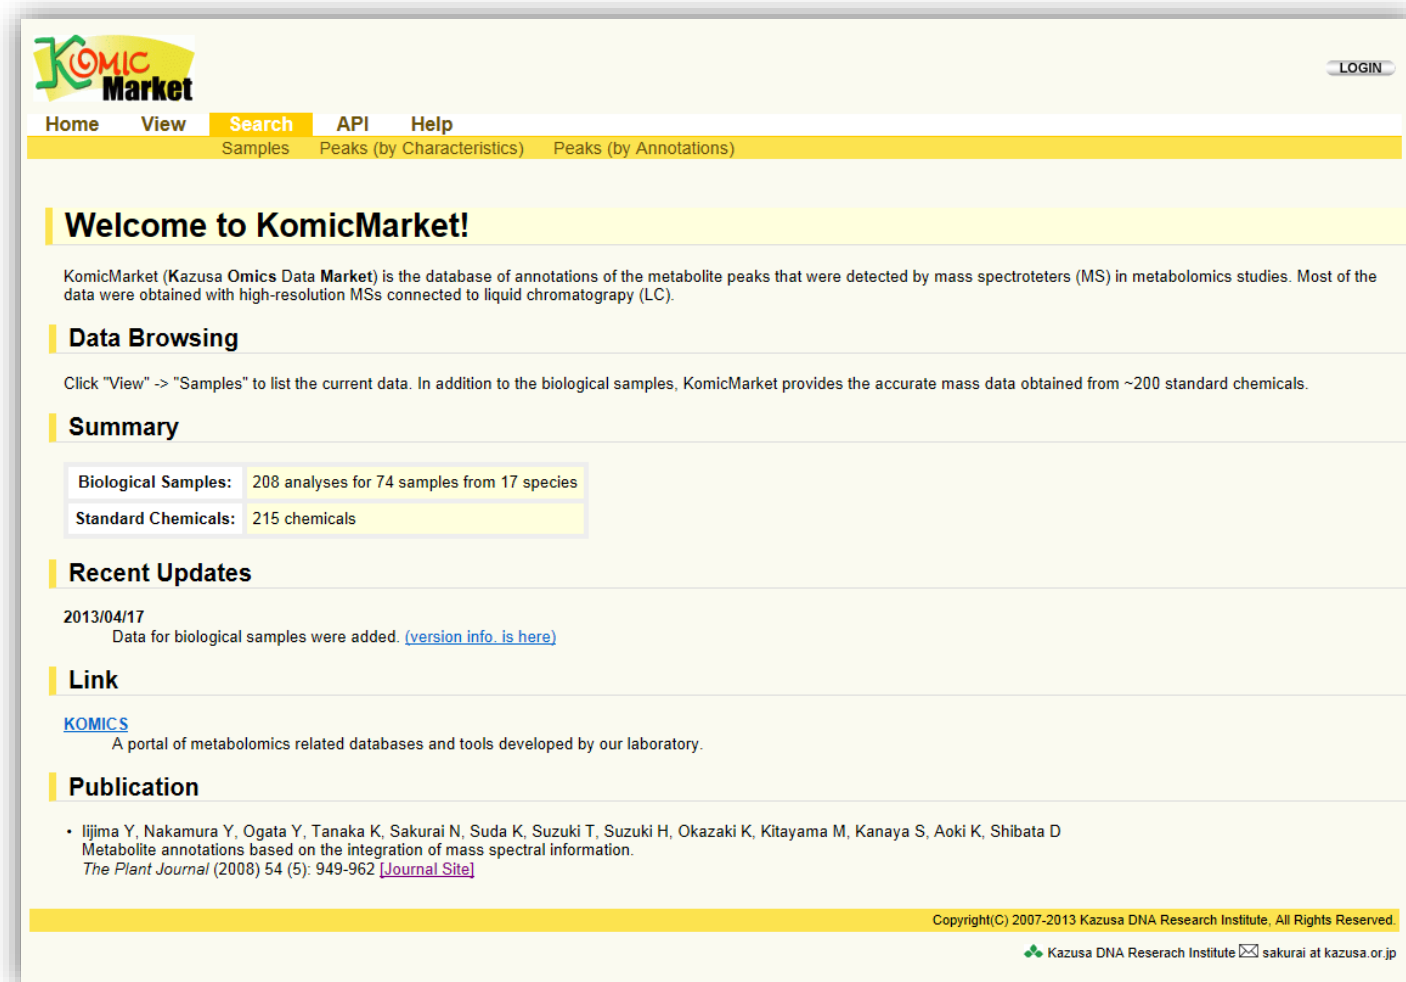 KOMIC
Market
LOGIN
Home View Search API Help
Samples Peaks (by Characteristics) Peaks (by Annotations)
Welcome to KomicMarket!
KomicMarket (Kazusa Omics Data Market) is the database of annotations of the metabolite peaks that were detected by mass spectroteters (MS) in metabolomics studies. Most of the
data were obtained with high-resolution MSs connected to liquid chromatograpy (LC).
Data Browsing
Click "View" -> "Samples" to list the current data. In addition to the biological samples, KomicMarket provides the accurate mass data obtained from ~200 standard chemicals.
Summary
Biological Samples: 208 analyses for 74 samples from 17 species
Standard Chemicals: 215 chemicals
Recent Updates
2013/04/17
Data for biological samples were added. (version info. is here)
Link
KOMICS
A portal of metabolomics related databases and tools developed by our laboratory.
Publication
• Iijima Y, Nakamura Y, Ogata Y, Tanaka K, Sakurai N, Suda K, Suzuki T, Suzuki H, Okazaki K, Kitayama M, Kanaya S, Aoki K, Shibata D
Metabolite annotations based on the integration of mass spectral information.
The Plant Journal (2008) 54 (5): 949-962 [Journal Site]
Copyright(C) 2007-2013 Kazusa DNA Research Institute, All Rights Reserved.
Kazusa DNA Reserach Institute sakurai at kazusa.or.jp